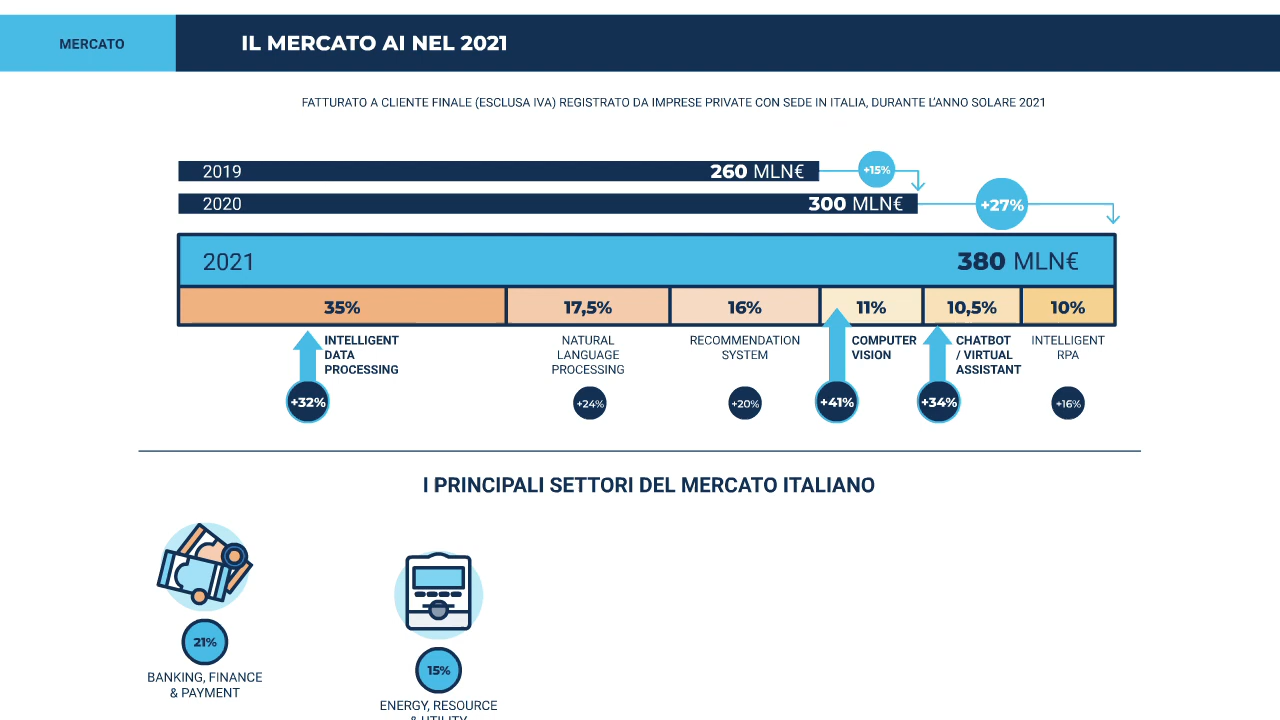 MERCATO
IL MERCATO AI NEL 2021
FATTURATO A CLIENTE FINALE (ESCLUSA IVA) REGISTRATO DA IMPRESE PRIVATE CON SEDE IN ITALIA, DURANTE L'ANNO SOLARE 2021
2019
260 MLN€
+15%
2020
300 MLN€
+27%
2021
380 MLN€
35%
17,5%
16%
11%
10,5%
10%
INTELLIGENT
DATA
PROCESSING
+32%
NATURAL
LANGUAGE
PROCESSING
+24%
RECOMMENDATION
SYSTEM
+20%
COMPUTER
VISION
+41%
CHATBOT
/ VIRTUAL
ASSISTANT
+34%
INTELLIGENT
RPA
+16%
I PRINCIPALI SETTORI DEL MERCATO ITALIANO
21%
BANKING, FINANCE
& PAYMENT
15%
ENERGY, RESOURCE
& UTILITY